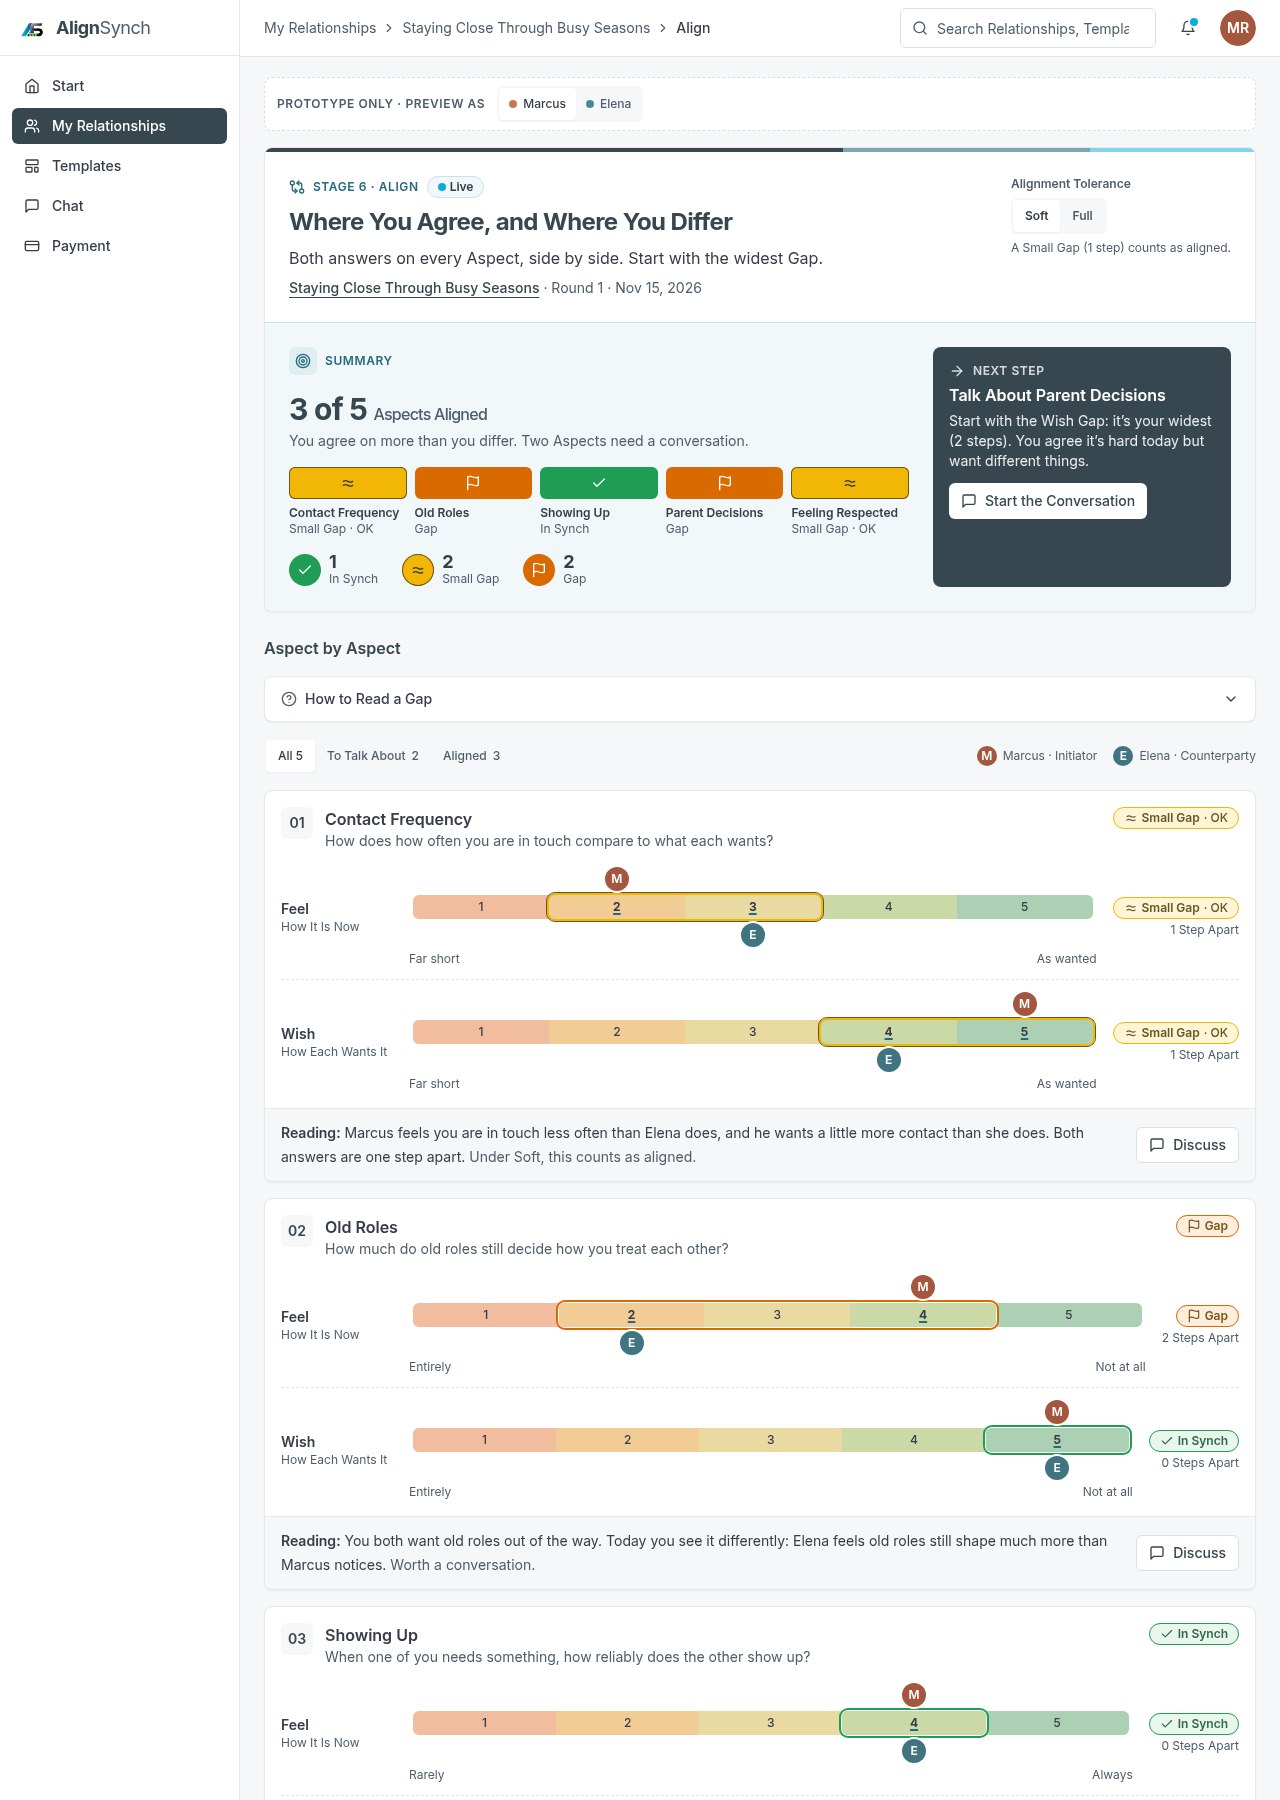 AlignSynch
My Relationships > Staying Close Through Busy Seasons > Align
Search Relationships, Templa
MR
Start
My Relationships
Templates
Chat
Payment
PROTOTYPE ONLY · PREVIEW AS
Marcus
Elena
STAGE 6 · ALIGN
Live
Where You Agree, and Where You Differ
Both answers on every Aspect, side by side. Start with the widest Gap.
Staying Close Through Busy Seasons · Round 1 · Nov 15, 2026
Alignment Tolerance
Soft
Full
A Small Gap (1 step) counts as aligned.
SUMMARY
3 of 5 Aspects Aligned
You agree on more than you differ. Two Aspects need a conversation.
Contact Frequency
Small Gap · OK
Old Roles
Gap
Showing Up
In Synch
Parent Decisions
Gap
Feeling Respected
Small Gap · OK
1
In Synch
2
Small Gap
2
Gap
NEXT STEP
Talk About Parent Decisions
Start with the Wish Gap: it's your widest
(2 steps). You agree it's hard today but
want different things.
Start the Conversation
Aspect by Aspect
How to Read a Gap
All 5
To Talk About 2
Aligned 3
M Marcus · Initiator
E Elena · Counterparty
01
Contact Frequency
How does how often you are in touch compare to what each wants?
Small Gap · OK
M
Feel
How It Is Now
1 2 3 4 5
E
Far short
As wanted
Small Gap · OK
1 Step Apart
M
Wish
How Each Wants It
1 2 3 4 5
E
Far short
As wanted
Small Gap · OK
1 Step Apart
Reading: Marcus feels you are in touch less often than Elena does, and he wants a little more contact than she does. Both
answers are one step apart. Under Soft, this counts as aligned.
Discuss
02
Old Roles
How much do old roles still decide how you treat each other?
Gap
M
Feel
How It Is Now
1 2 3 4 5
E
Entirely
Not at all
Gap
2 Steps Apart
M
Wish
How Each Wants It
1 2 3 4 5
E
Entirely
Not at all
In Synch
0 Steps Apart
Reading: You both want old roles out of the way. Today you see it differently: Elena feels old roles still shape much more than
Marcus notices. Worth a conversation.
Discuss
03
Showing Up
When one of you needs something, how reliably does the other show up?
In Synch
M
Feel
How It Is Now
1 2 3 4 5
E
Rarely
Always
In Synch
0 Steps Apart